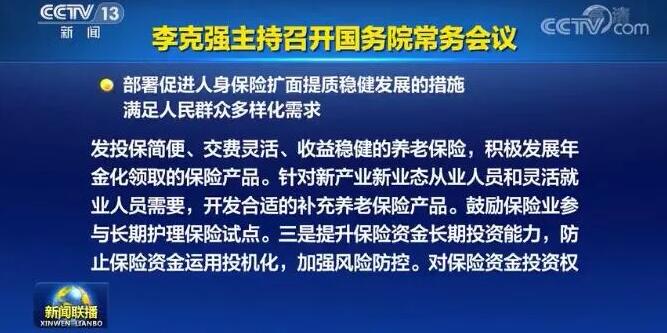 CCTV 13
新闻
CCTV.com
李克强主持召开国务院常务会议
部署促进人身保险扩面提质稳健发展的措施
满足人民群众多样化需求
发投保简便、交费灵活、收益稳健的养老保险，积极发展年
金化领取的保险产品。针对新产业新业态从业人员和灵活就
业人员需要，开发合适的补充养老保险产品。鼓励保险业参
与长期护理保险试点。三是提升保险资金长期投资能力，防
止保险资金运用投机化，加强风险防控。对保险资金投资权
新闻联播
XINWEN LIANBO